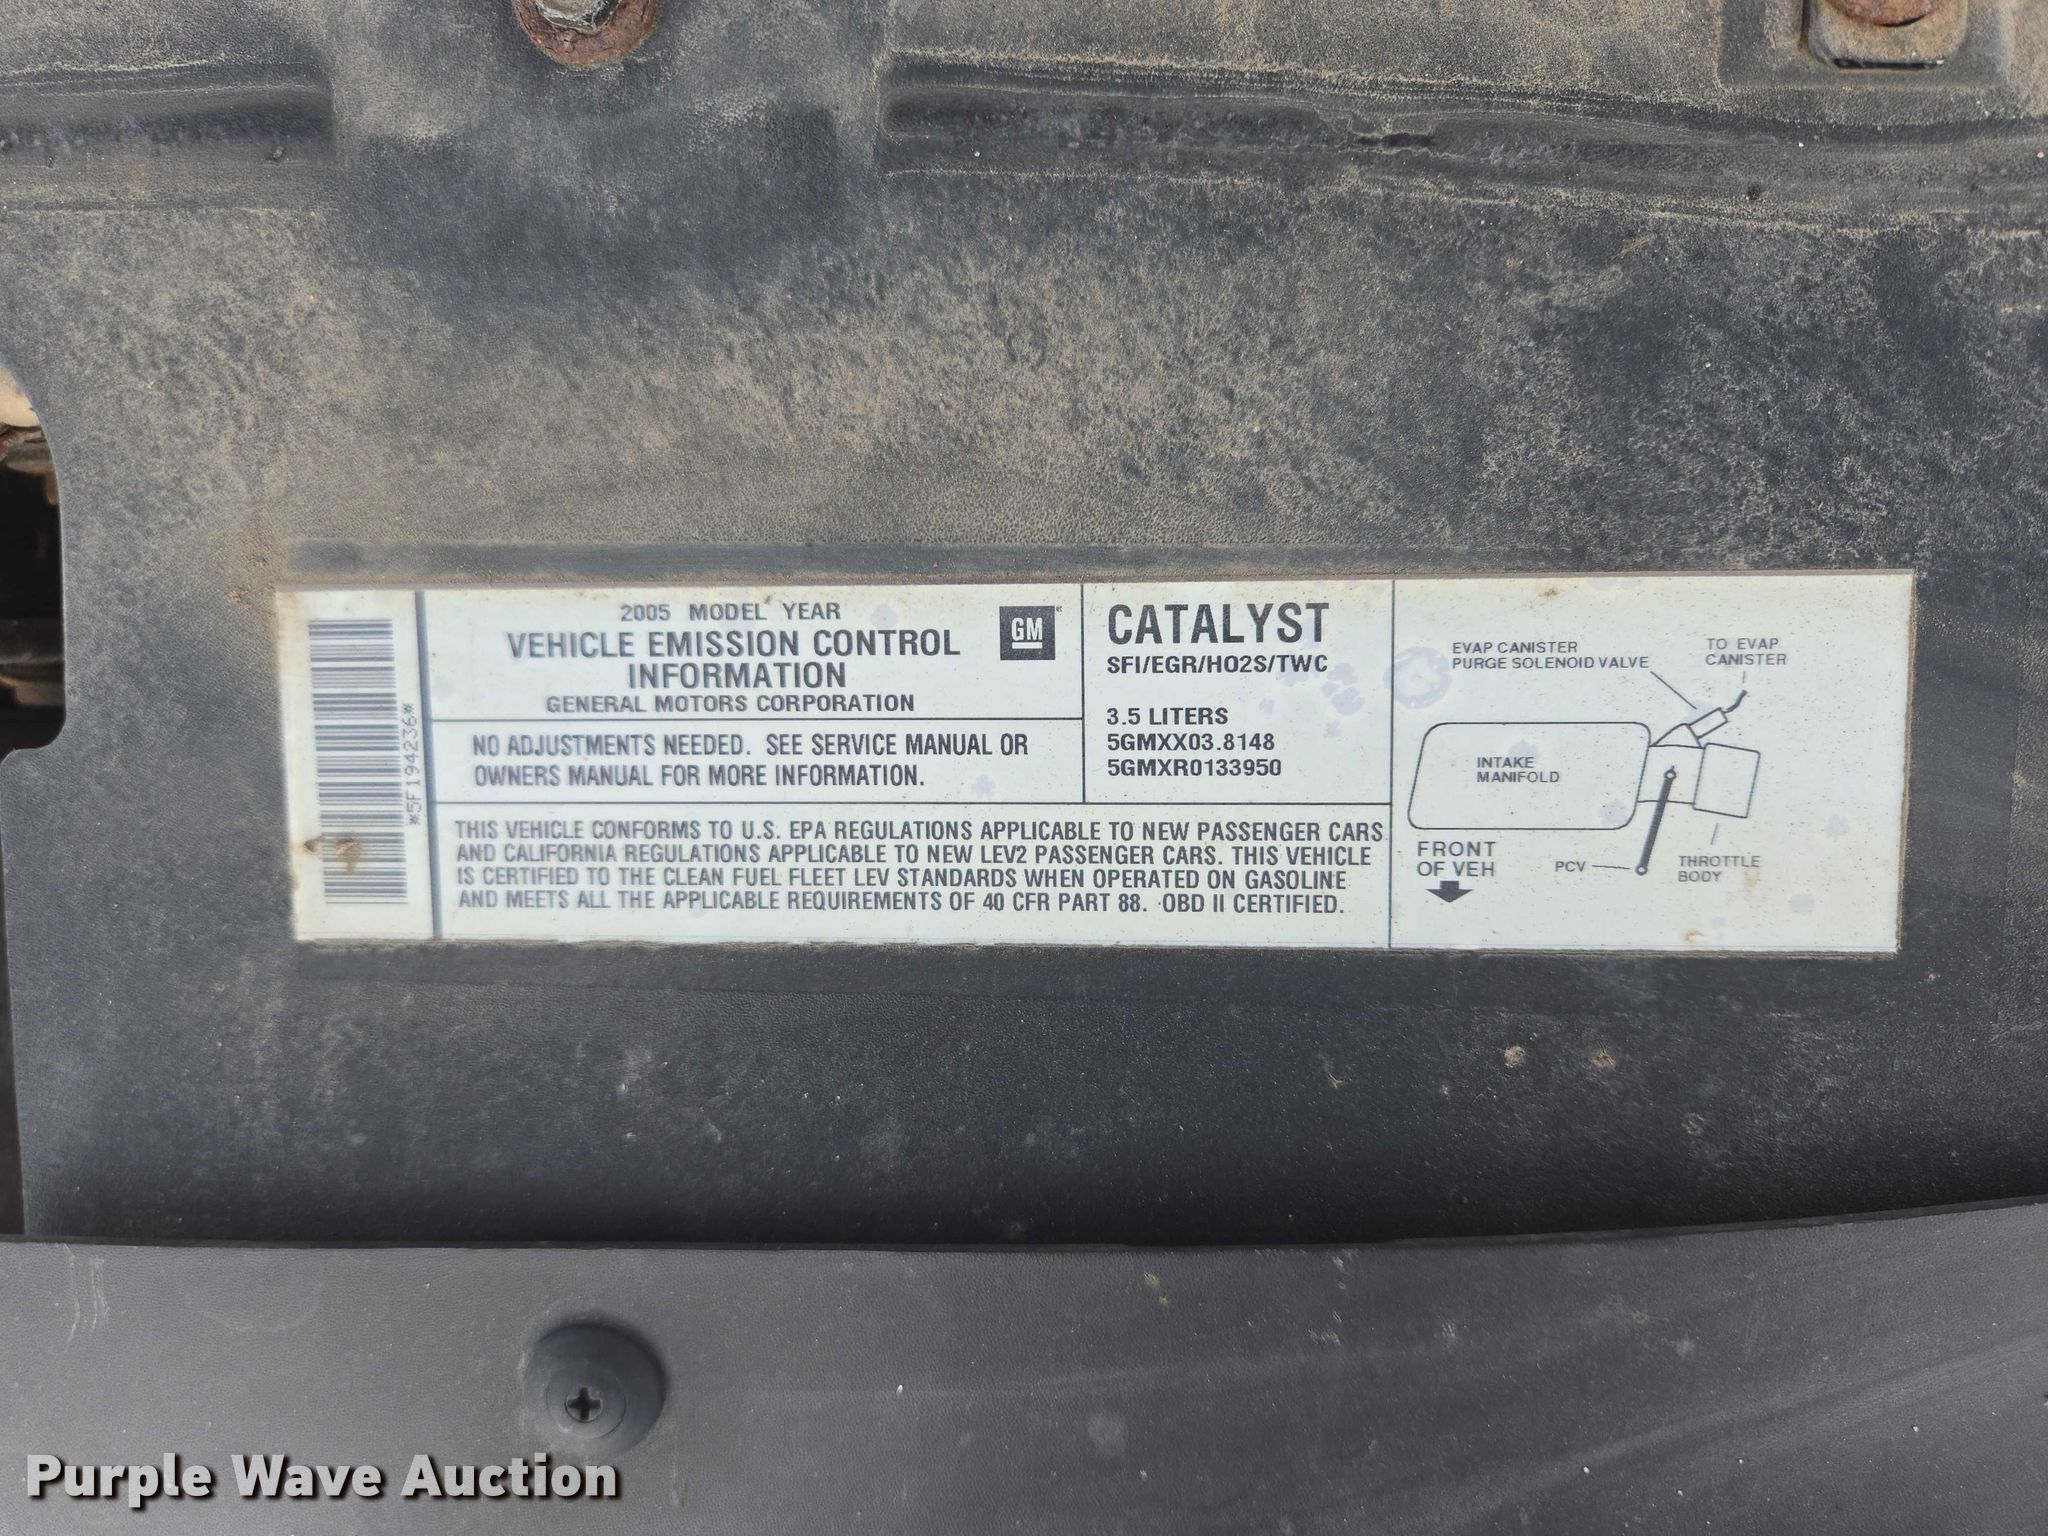 2005 MODEL YEAR
VEHICLE EMISSION CONTROL
INFORMATION
GENERAL MOTORS CORPORATION
GM
NO ADJUSTMENTS NEEDED. SEE SERVICE MANUAL OR
OWNERS MANUAL FOR MORE INFORMATION.
*5F194236*
CATALYST
SFI/EGR/HO2S/TWC
3.5 LITERS
5GMXX03.8148
5GMXR0133950
THIS VEHICLE CONFORMS TO U.S. EPA REGULATIONS APPLICABLE TO NEW PASSENGER CARS
AND CALIFORNIA REGULATIONS APPLICABLE TO NEW LEV2 PASSENGER CARS. THIS VEHICLE
IS CERTIFIED TO THE CLEAN FUEL FLEET LEV STANDARDS WHEN OPERATED ON GASOLINE
AND MEETS ALL THE APPLICABLE REQUIREMENTS OF 40 CFR PART 88. OBD II CERTIFIED.
EVAP CANISTER
PURGE SOLENOID VALVE
TO EVAP
CANISTER
INTAKE
MANIFOLD
FRONT
OF VEH
PCV
THROTTLE
BODY
Purple Wave Auction